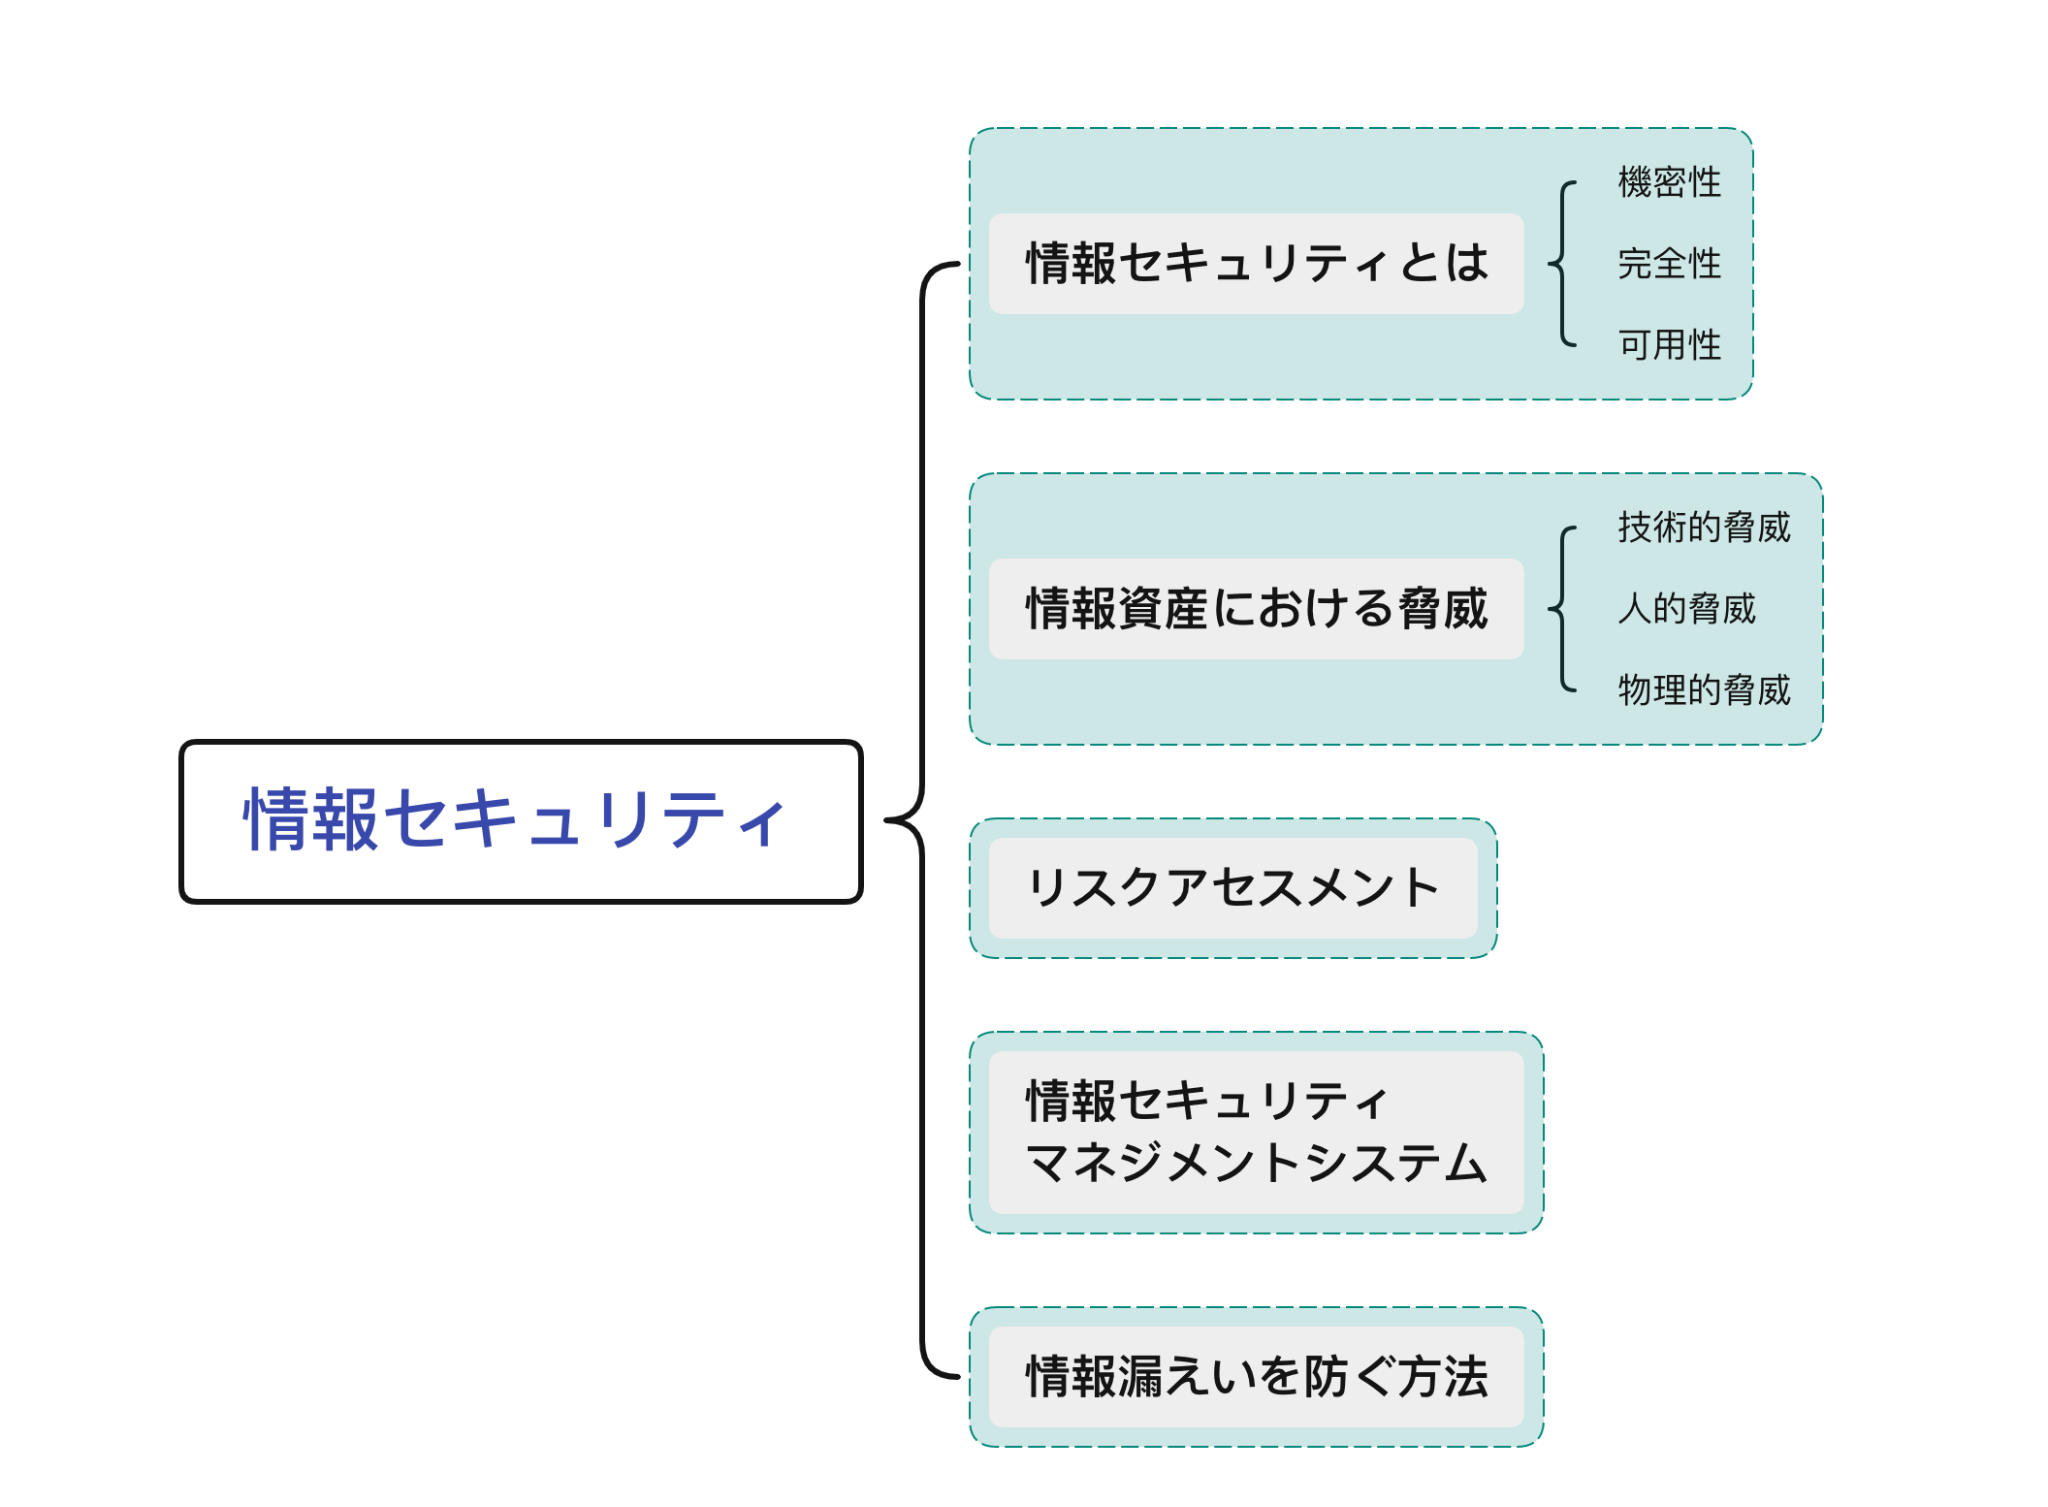 情報セキュリティ
情報セキュリティとは
機密性
完全性
可用性
情報資産における脅威
技術的脅威
人的脅威
物理的脅威
リスクアセスメント
情報セキュリティ
マネジメントシステム
情報漏えいを防ぐ方法